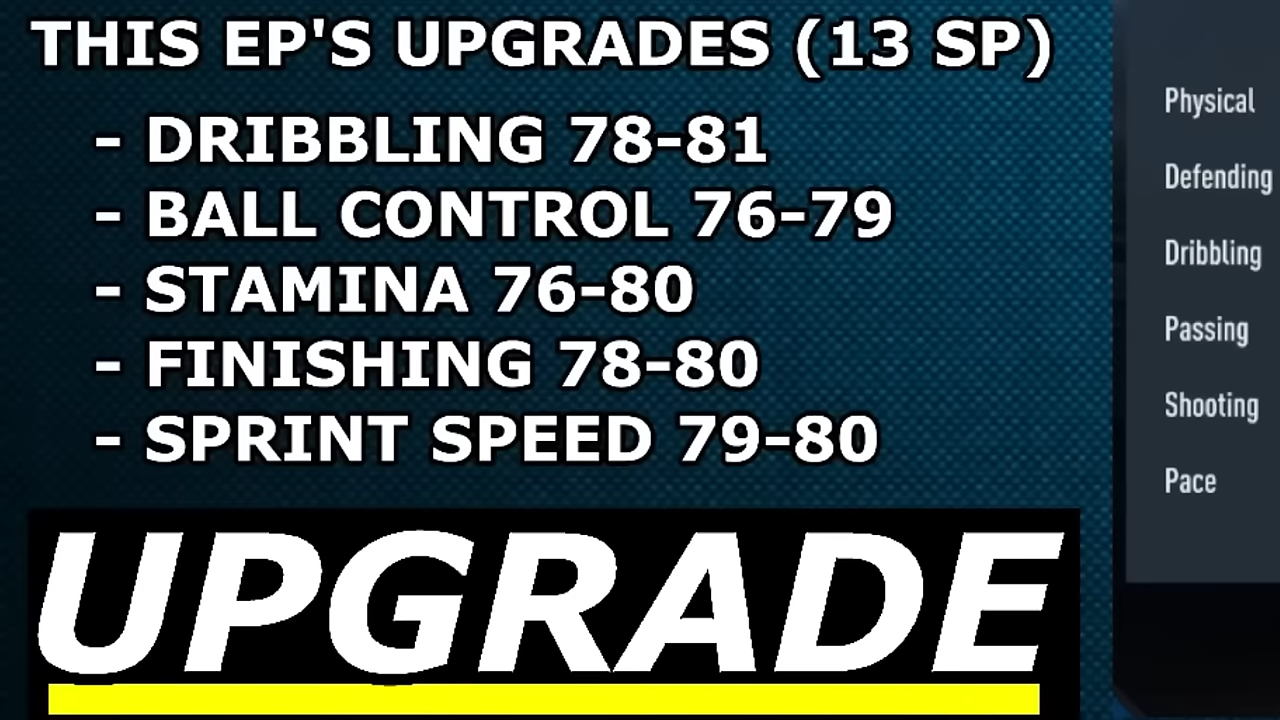 THIS EP'S UPGRADES (13 SP)
- DRIBBLING 78-81
- BALL CONTROL 76-79
- STAMINA 76-80
- FINISHING 78-80
- SPRINT SPEED 79-80
UPGRADE
Physical
Defending
Dribbling
Passing
Shooting
Pace